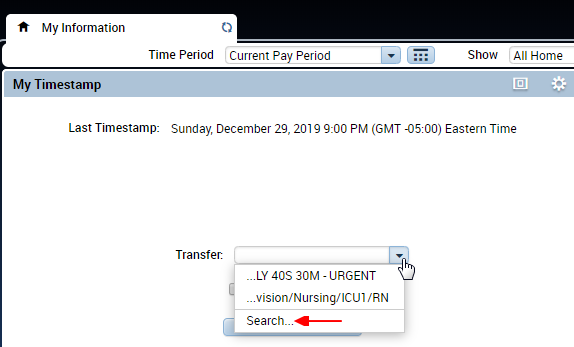 My Information
Time Period Current Pay Period Show All Home
My Timestamp
Last Timestamp: Sunday, December 29, 2019 9:00 PM (GMT -05:00) Eastern Time
Transfer:
...LY 40S 30M - URGENT
...vision/Nursing/ICU1/RN
Search...